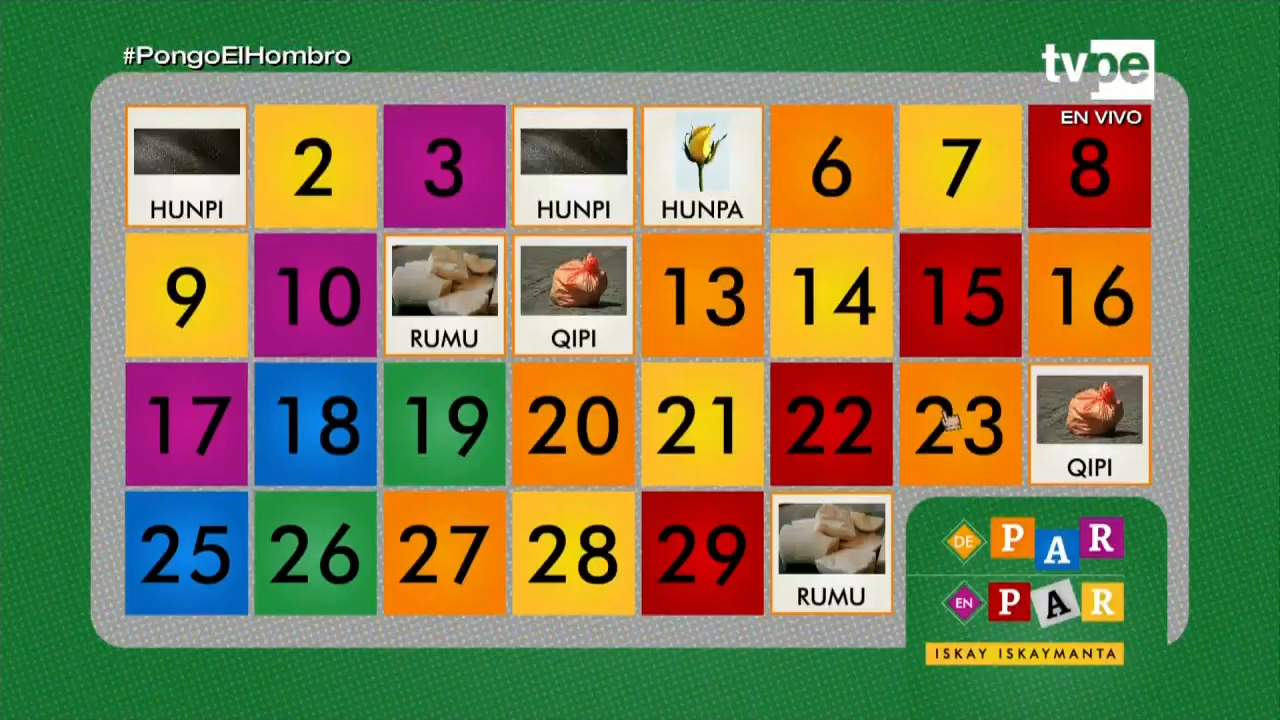 #PongoElHombro
tvpe
EN VIVO
HUNPI
2
3
HUNPI
HUNPA
6
7
8
9
10
RUMU
QIPI
13
14
15
16
17
18
19
20
21
22
23
QIPI
25
26
27
28
29
RUMU
DE PAR
EN PAR
ISKAY ISKAYMANTA